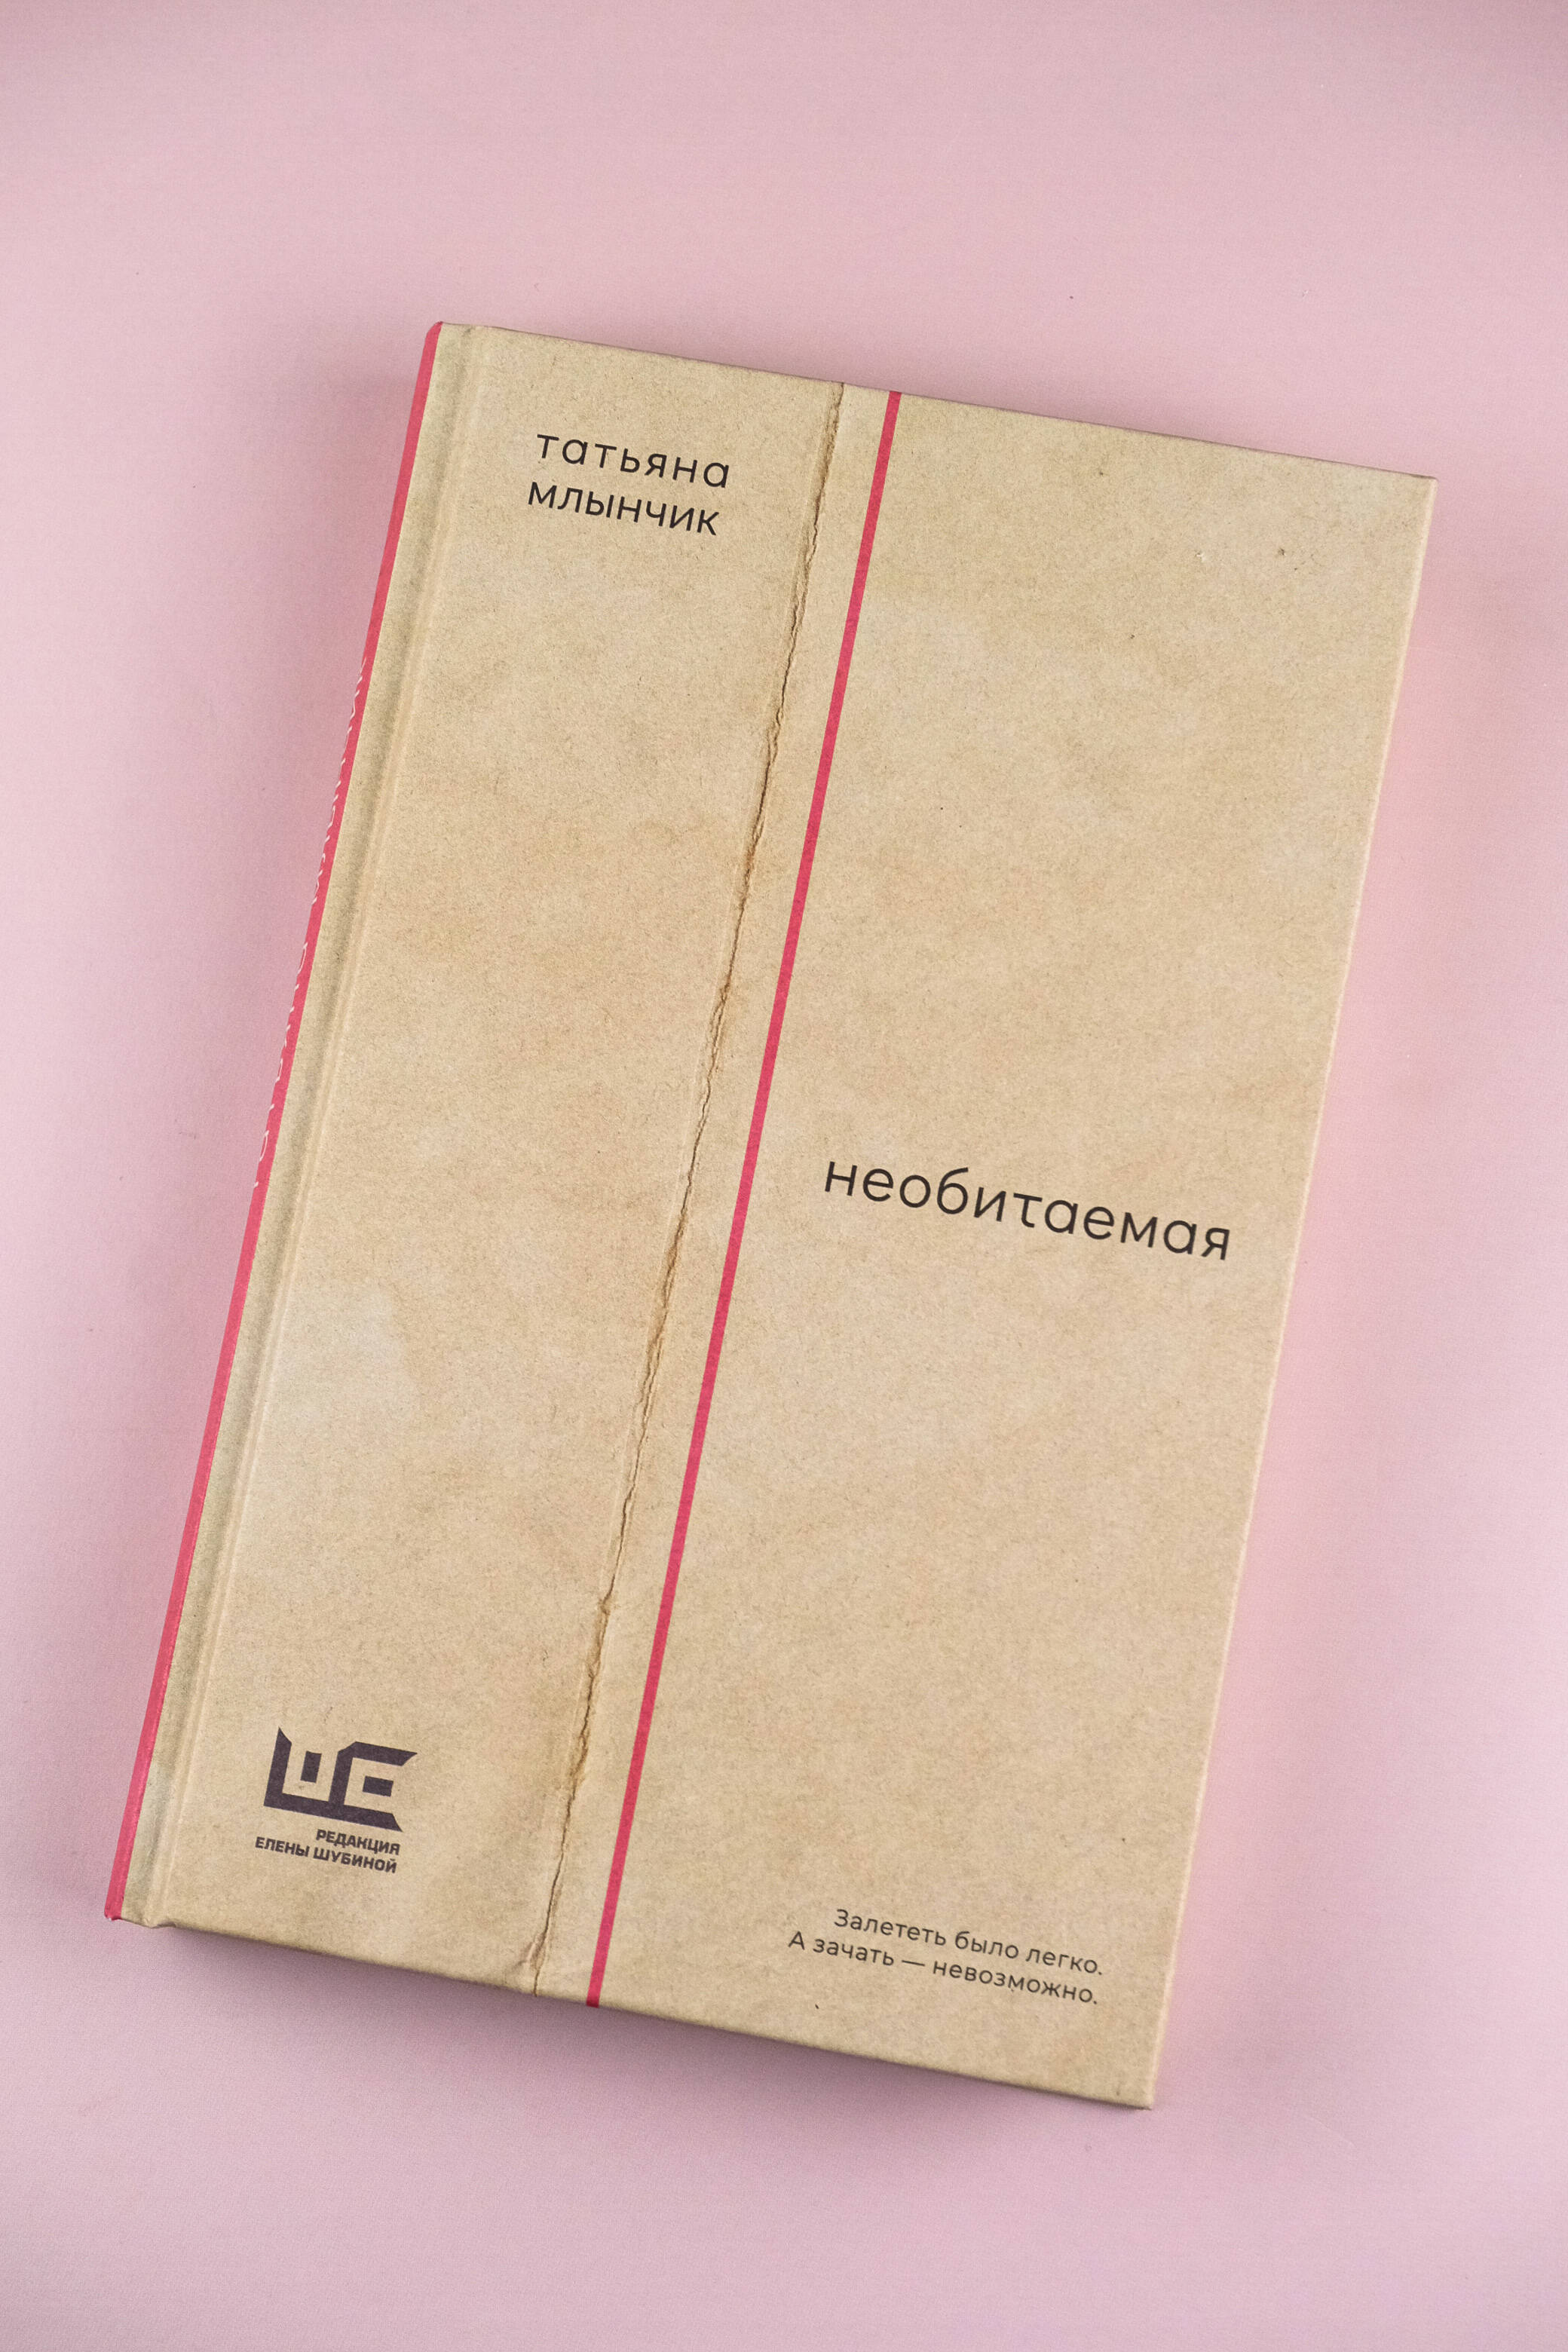 татьяна
млынчик
необитаемая
РЕДАКЦИЯ
ЕЛЕНЫ ШУБИНОЙ
Залететь было легко.
А зачать — невозможно.